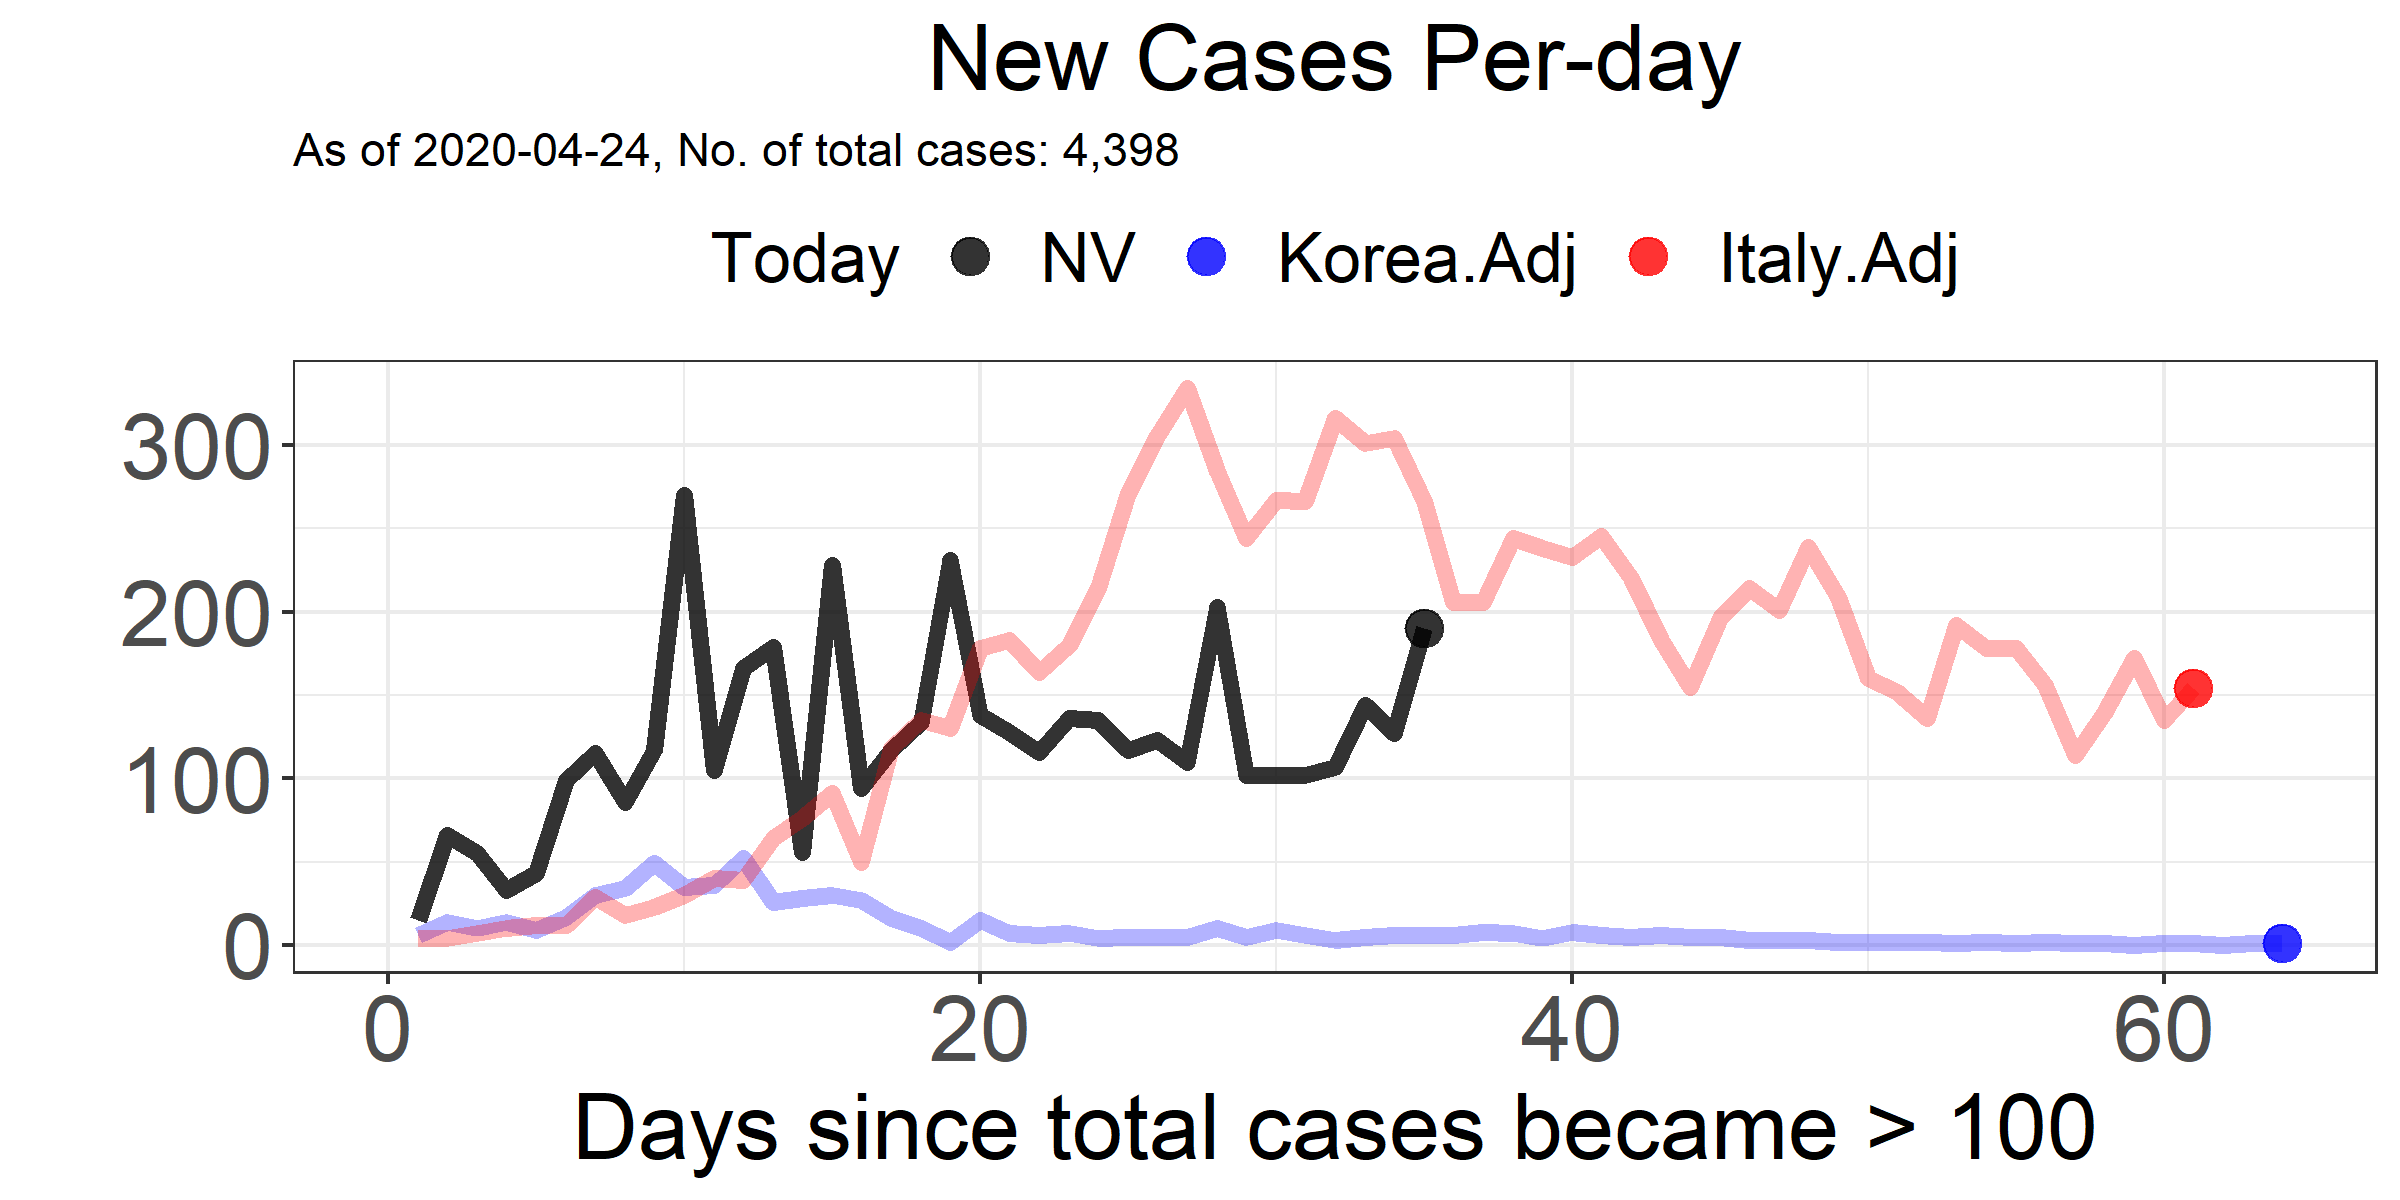 New Cases Per-day
As of 2020-04-24, No. of total cases: 4,398
Today NV Korea.Adj Italy.Adj
300
200
100
0
0 20 40 60
Days since total cases became > 100